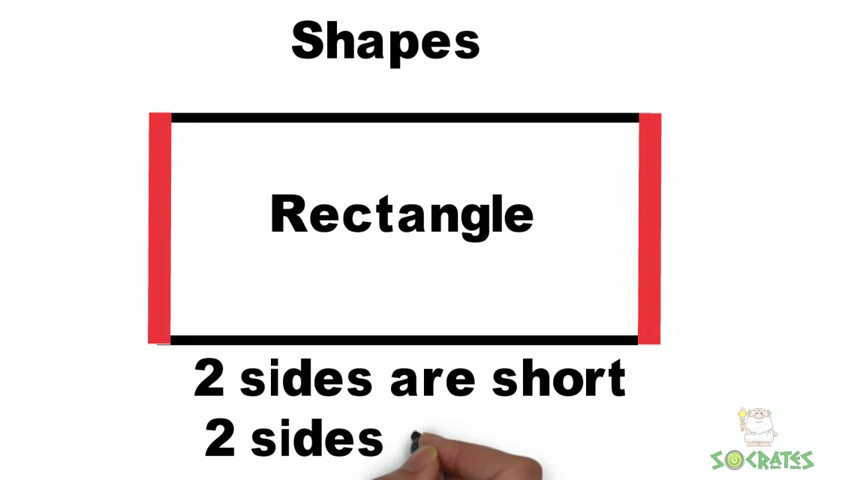 Shapes
Rectangle
2 sides are short
2 sides
SOCRATES